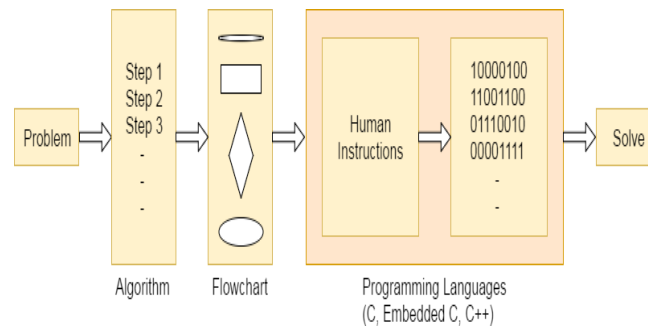 Problem
Step 1
Step 2
Step 3
-
-
-
Algorithm
Flowchart
Human
Instructions
10000100
11001100
01110010
00001111
-
-
Programming Languages
(C, Embedded C, C++)
Solve